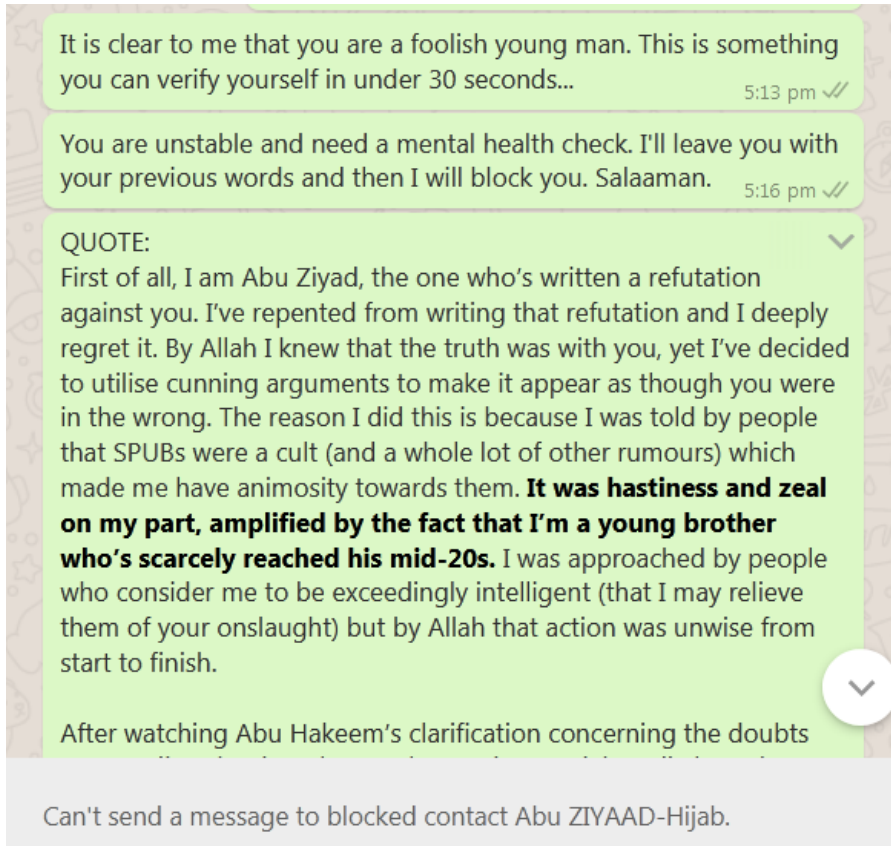 It is clear to me that you are a foolish young man. This is something
you can verify yourself in under 30 seconds...
5:13 pm
You are unstable and need a mental health check. I'll leave you with
your previous words and then I will block you. Salaaman.
5:16 pm
QUOTE:
First of all, I am Abu Ziyad, the one who's written a refutation
against you. I've repented from writing that refutation and I deeply
regret it. By Allah I knew that the truth was with you, yet I've decided
to utilise cunning arguments to make it appear as though you were
in the wrong. The reason I did this is because I was told by people
that SPUBs were a cult (and a whole lot of other rumours) which
made me have animosity towards them. It was hastiness and zeal
on my part, amplified by the fact that I'm a young brother
who's scarcely reached his mid-20s. I was approached by people
who consider me to be exceedingly intelligent (that I may relieve
them of your onslaught) but by Allah that action was unwise from
start to finish.
After watching Abu Hakeem's clarification concerning the doubts
Can't send a message to blocked contact Abu ZIYAAD-Hijab.